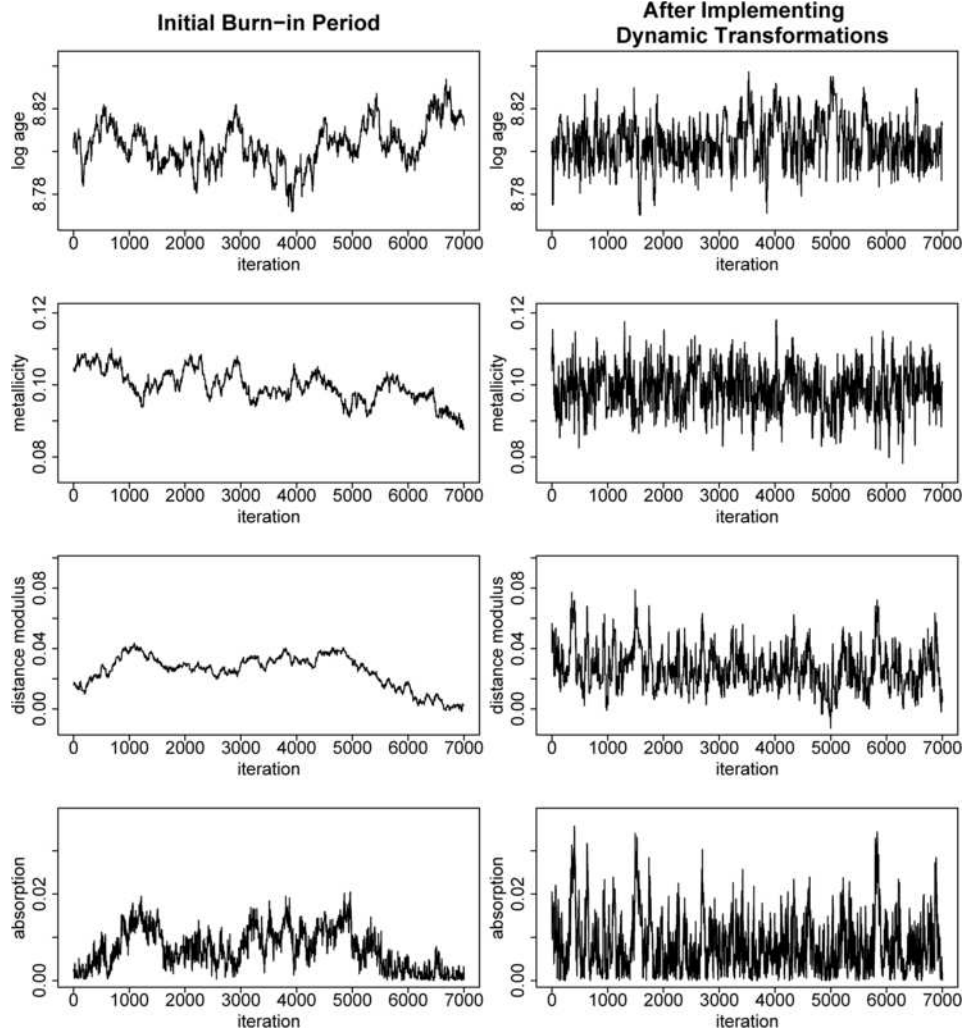 Initial Burn−in Period
After Implementing
Dynamic Transformations
log age
8.78 8.82
0 1000 2000 3000 4000 5000 6000 7000
iteration
log age
8.78 8.82
0 1000 2000 3000 4000 5000 6000 7000
iteration
metallicity
0.08 0.10 0.12
0 1000 2000 3000 4000 5000 6000 7000
iteration
metallicity
0.08 0.10 0.12
0 1000 2000 3000 4000 5000 6000 7000
iteration
distance modulus
0.00 0.04 0.08
0 1000 2000 3000 4000 5000 6000 7000
iteration
distance modulus
0.00 0.04 0.08
0 1000 2000 3000 4000 5000 6000 7000
iteration
absorption
0.00 0.02
0 1000 2000 3000 4000 5000 6000 7000
iteration
absorption
0.00 0.02
0 1000 2000 3000 4000 5000 6000 7000
iteration